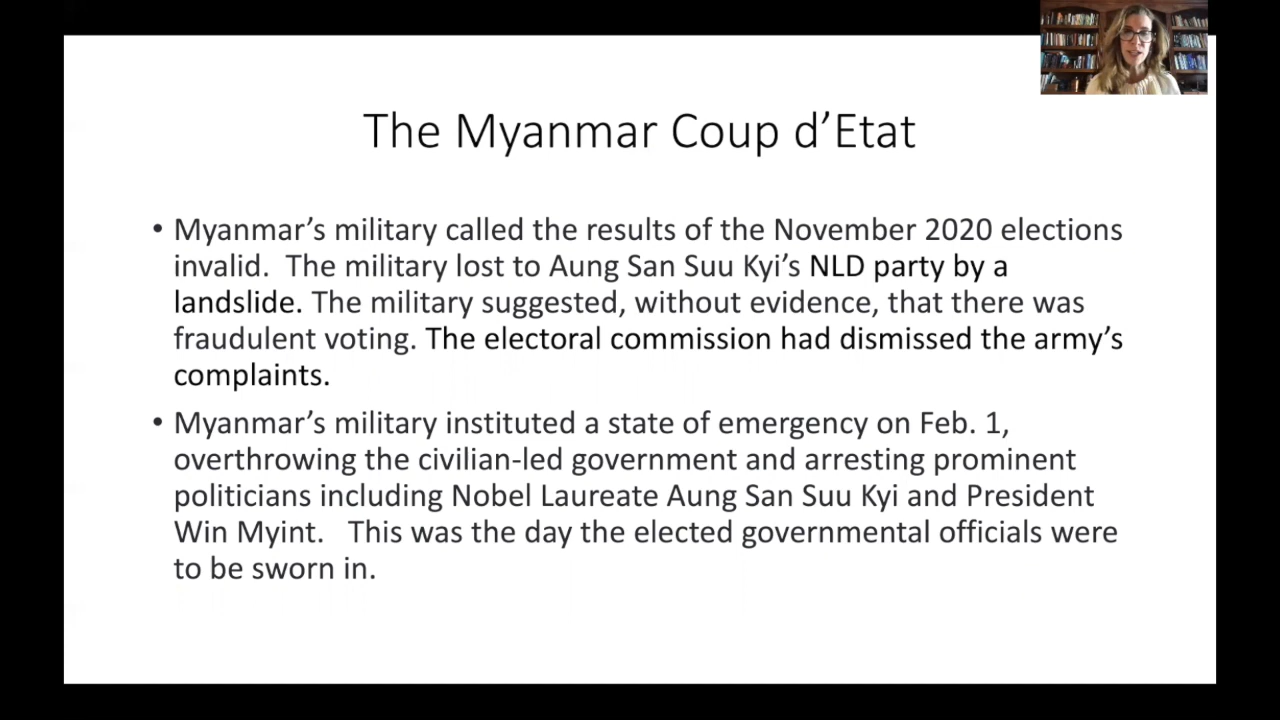 The Myanmar Coup d’Etat
• Myanmar’s military called the results of the November 2020 elections
invalid.  The military lost to Aung San Suu Kyi’s NLD party by a
landslide. The military suggested, without evidence, that there was
fraudulent voting. The electoral commission had dismissed the army’s
complaints.
• Myanmar’s military instituted a state of emergency on Feb. 1,
overthrowing the civilian-led government and arresting prominent
politicians including Nobel Laureate Aung San Suu Kyi and President
Win Myint.   This was the day the elected governmental officials were
to be sworn in.